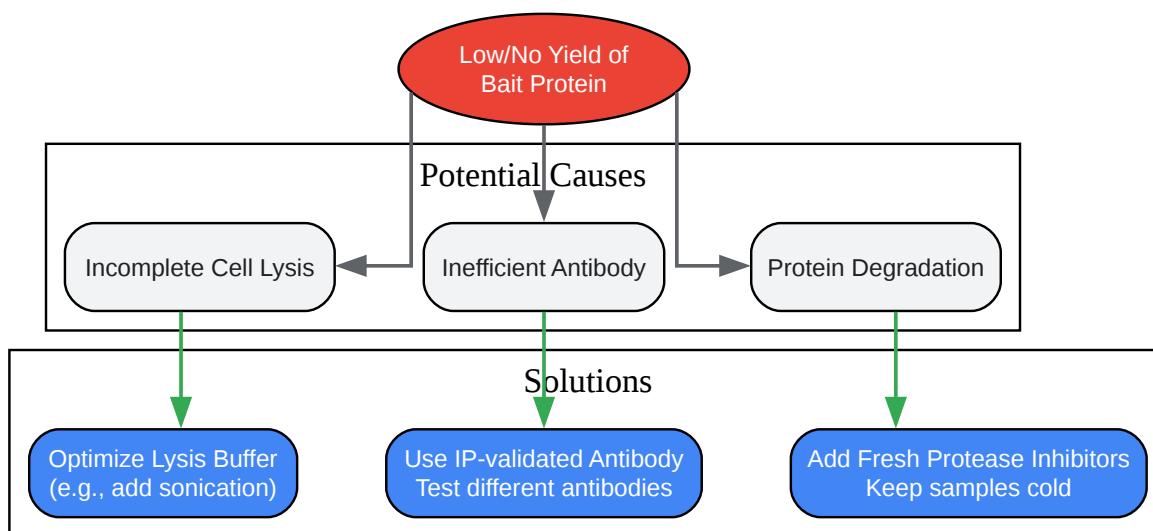 Low/No Yield of
Bait Protein
Potential Causes
Incomplete Cell Lysis
Inefficient Antibody
Protein Degradation
Solutions
Optimize Lysis Buffer
(e.g., add sonication)
Use IP-validated Antibody
Test different antibodies
Add Fresh Protease Inhibitors
Keep samples cold